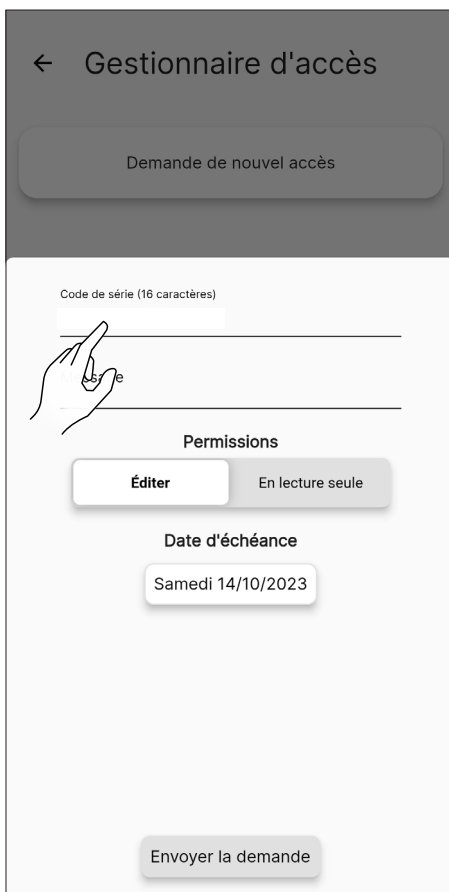 ← Gestionnaire d'accès
Demande de nouvel accès
Code de série (16 caractères)
Permissions
Éditer En lecture seule
Date d'échéance
Samedi 14/10/2023
Envoyer la demande